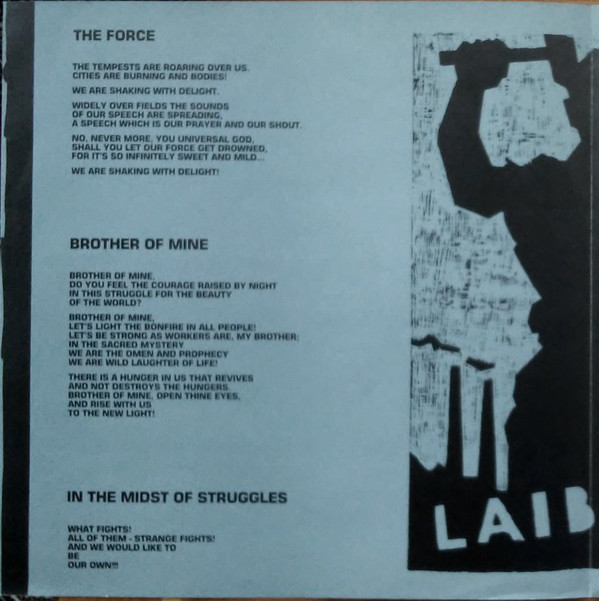 THE FORCE
THE TEMPESTS ARE ROARING OVER US.
CITIES ARE BURNING AND BODIES!
WE ARE SHAKING WITH DELIGHT.
WIDELY OVER FIELDS THE SOUNDS
OF OUR SPEECH ARE SPREADING,
A SPEECH WHICH IS OUR PRAYER AND OUR SHOUT.
NO, NEVER MORE, YOU UNIVERSAL GOD,
SHALL YOU LET OUR FORCE GET DROWNED,
FOR IT'S SO INFINITELY SWEET AND MILD...
WE ARE SHAKING WITH DELIGHT!
BROTHER OF MINE
BROTHER OF MINE,
DO YOU FEEL THE COURAGE RAISED BY NIGHT
IN THIS STRUGGLE FOR THE BEAUTY
OF THE WORLD?
BROTHER OF MINE,
LET'S LIGHT THE BONFIRE IN ALL PEOPLE!
LET'S BE STRONG AS WORKERS ARE, MY BROTHER;
IN THE SACRED MYSTERY
WE ARE THE OMEN AND PROPHECY
WE ARE WILD LAUGHTER OF LIFE!
THERE IS A HUNGER IN US THAT REVIVES
AND NOT DESTROYS THE HUNGERS.
BROTHER OF MINE, OPEN THINE EYES,
AND RISE WITH US
TO THE NEW LIGHT!
IN THE MIDST OF STRUGGLES
WHAT FIGHTS!
ALL OF THEM - STRANGE FIGHTS!
AND WE WOULD LIKE TO
BE
OUR OWN!!!
LAIB